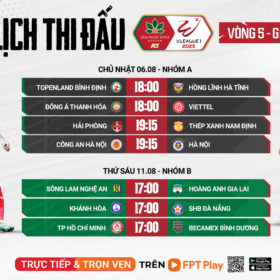 LỊCH THI ĐẤU
V.LEAGUE 1
2023
VÒNG 5 - G
CHỦ NHẬT 06.08 - NHÓM A
TOPENLAND BÌNH ĐỊNH 18:00 HỒNG LĨNH HÀ TĨNH
ĐÔNG Á THANH HÓA 18:00 VIETTEL
HẢI PHÒNG 19:15 THÉP XANH NAM ĐỊNH
CÔNG AN HÀ NỘI 19:15 HÀ NỘI
THỨ SÁU 11.08 - NHÓM B
SÔNG LAM NGHỆ AN 17:00 HOÀNG ANH GIA LAI
KHÁNH HÒA 17:00 SHB ĐÀ NẴNG
TP HỒ CHÍ MINH 17:00 BECAMEX BÌNH DƯƠNG
TRỰC TIẾP & TRỌN VẸN TRÊN FPT Play